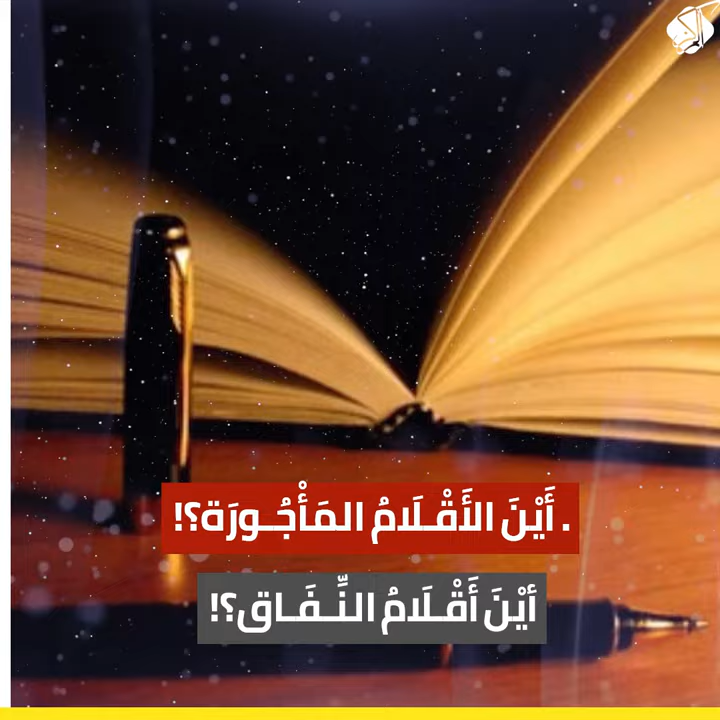 . أَيْنَ الأَقْـلَامُ المَأْجُـورَة؟!
أيْنَ أَقْـلَامُ النِّـفَـاق؟!